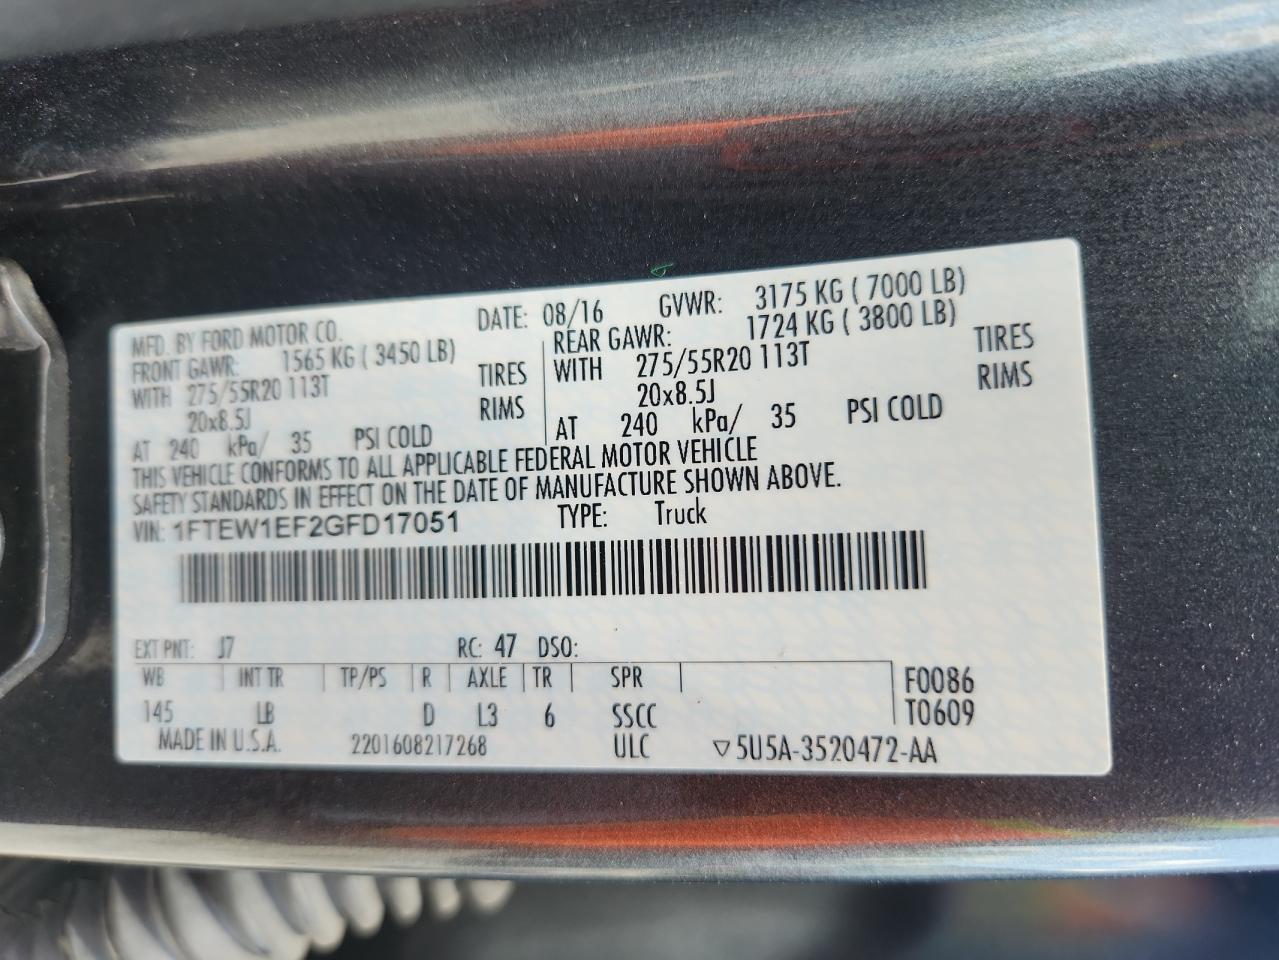 MFD. BY FORD MOTOR CO. DATE: 08/16 GVWR: 3175 KG ( 7000 LB)
FRONT GAWR: 1565 KG ( 3450 LB) REAR GAWR: 1724 KG ( 3800 LB)
WITH 275/55R20 113T TIRES WITH 275/55R20 113T TIRES
20x8.5J RIMS 20x8.5J RIMS
AT 240 kPa/ 35 PSI COLD AT 240 kPa/ 35 PSI COLD
THIS VEHICLE CONFORMS TO ALL APPLICABLE FEDERAL MOTOR VEHICLE
SAFETY STANDARDS IN EFFECT ON THE DATE OF MANUFACTURE SHOWN ABOVE.
VIN: 1FTEW1EF2GFD17051 TYPE: Truck
EXT PNT: J7 RC: 47 DSO:
WB INT TR TP/PS R AXLE TR SPR F0086
145 LB D L3 6 SSCC T0609
MADE IN U.S.A. 2201608217268 ULC ▽5U5A-3520472-AA